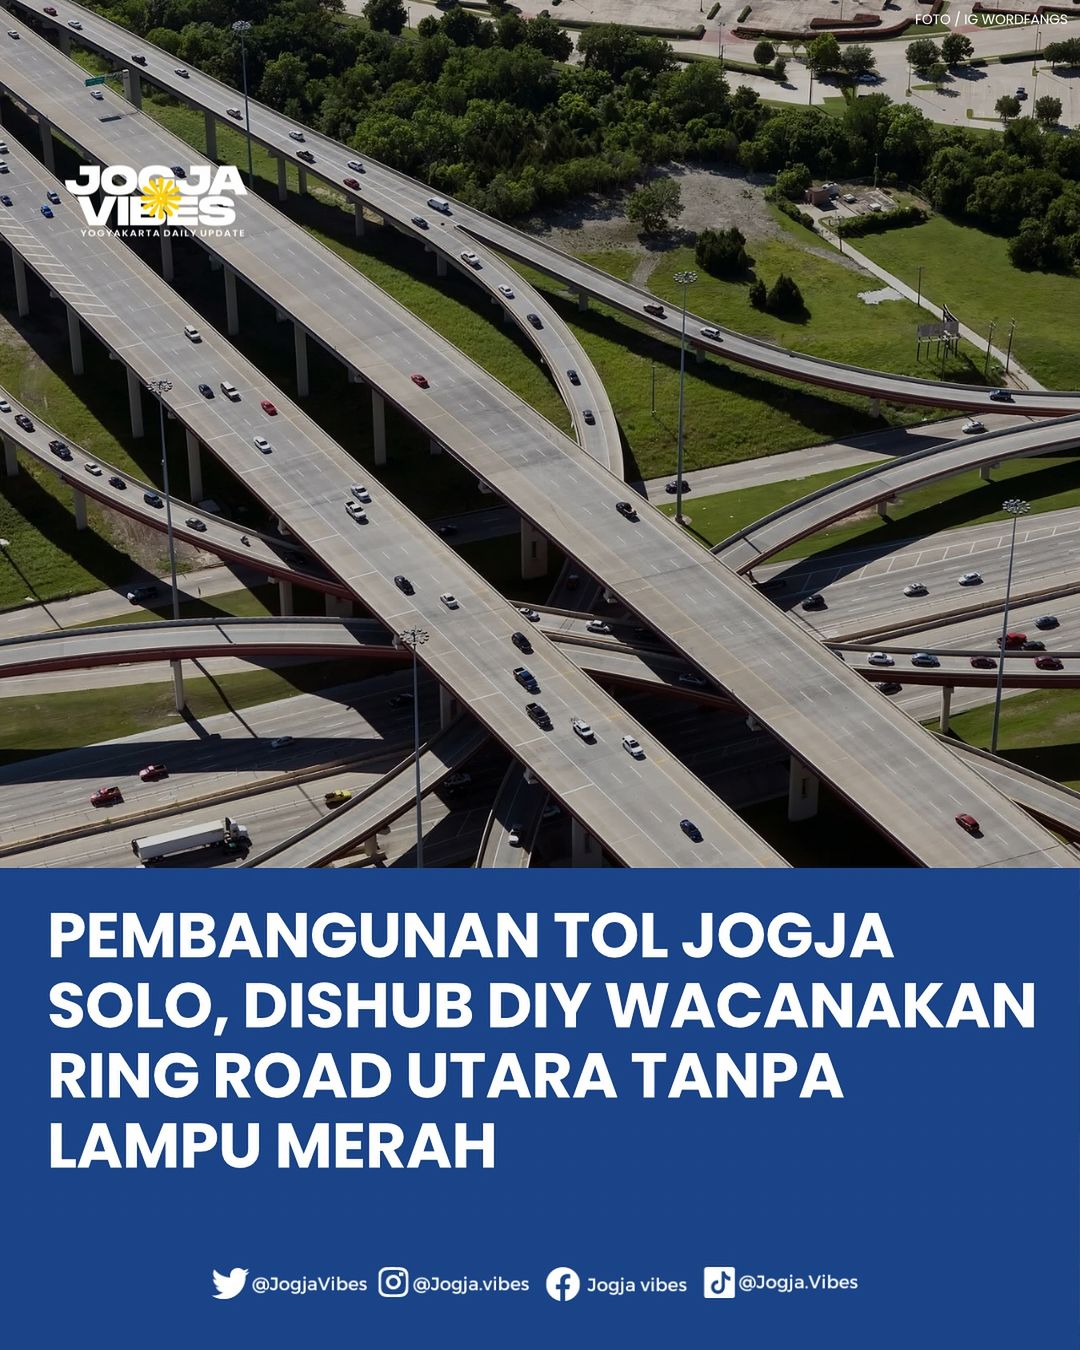 FOTO / IG WORDFANGS
JOGJA
VIBES
YOGYAKARTA DAILY UPDATE
PEMBANGUNAN TOL JOGJA
SOLO, DISHUB DIY WACANAKAN
RING ROAD UTARA TANPA
LAMPU MERAH
@JogjaVibes @Jogja.vibes Jogja vibes @Jogja.Vibes